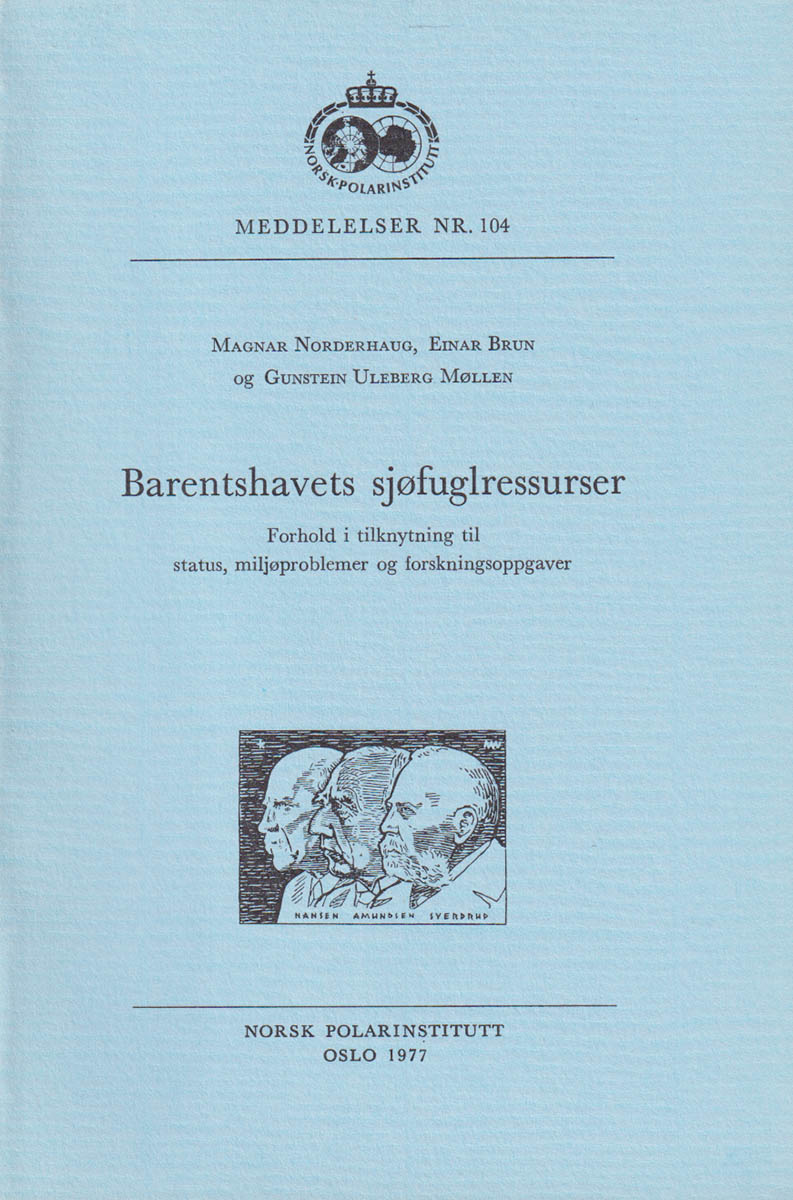 NORSK·POLARINSTITUTT
MEDDELELSER NR. 104
MAGNAR NORDERHAUG, EINAR BRUN
og GUNSTEIN ULEBERG MØLLEN
Barentshavets sjøfuglressurser
Forhold i tilknytning til
status, miljøproblemer og forskningsoppgaver
NANSEN AMUNDSEN SVERDRUP
NORSK POLARINSTITUTT
OSLO 1977